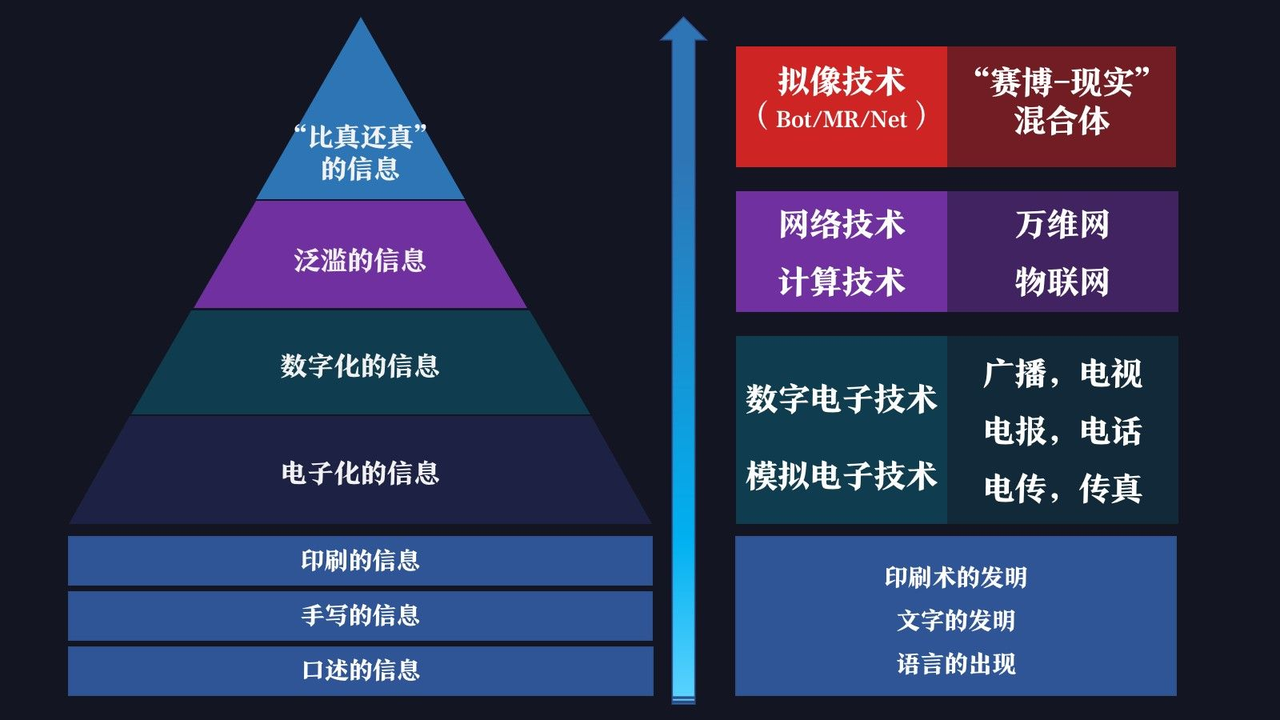 “比真还真”
的信息
泛滥的信息
数字化的信息
电子化的信息
印刷的信息
手写的信息
口述的信息
拟像技术
（Bot/MR/Net）
“赛博-现实”
混合体
网络技术
计算技术
万维网
物联网
数字电子技术
模拟电子技术
广播，电视
电报，电话
电传，传真
印刷术的发明
文字的发明
语言的出现